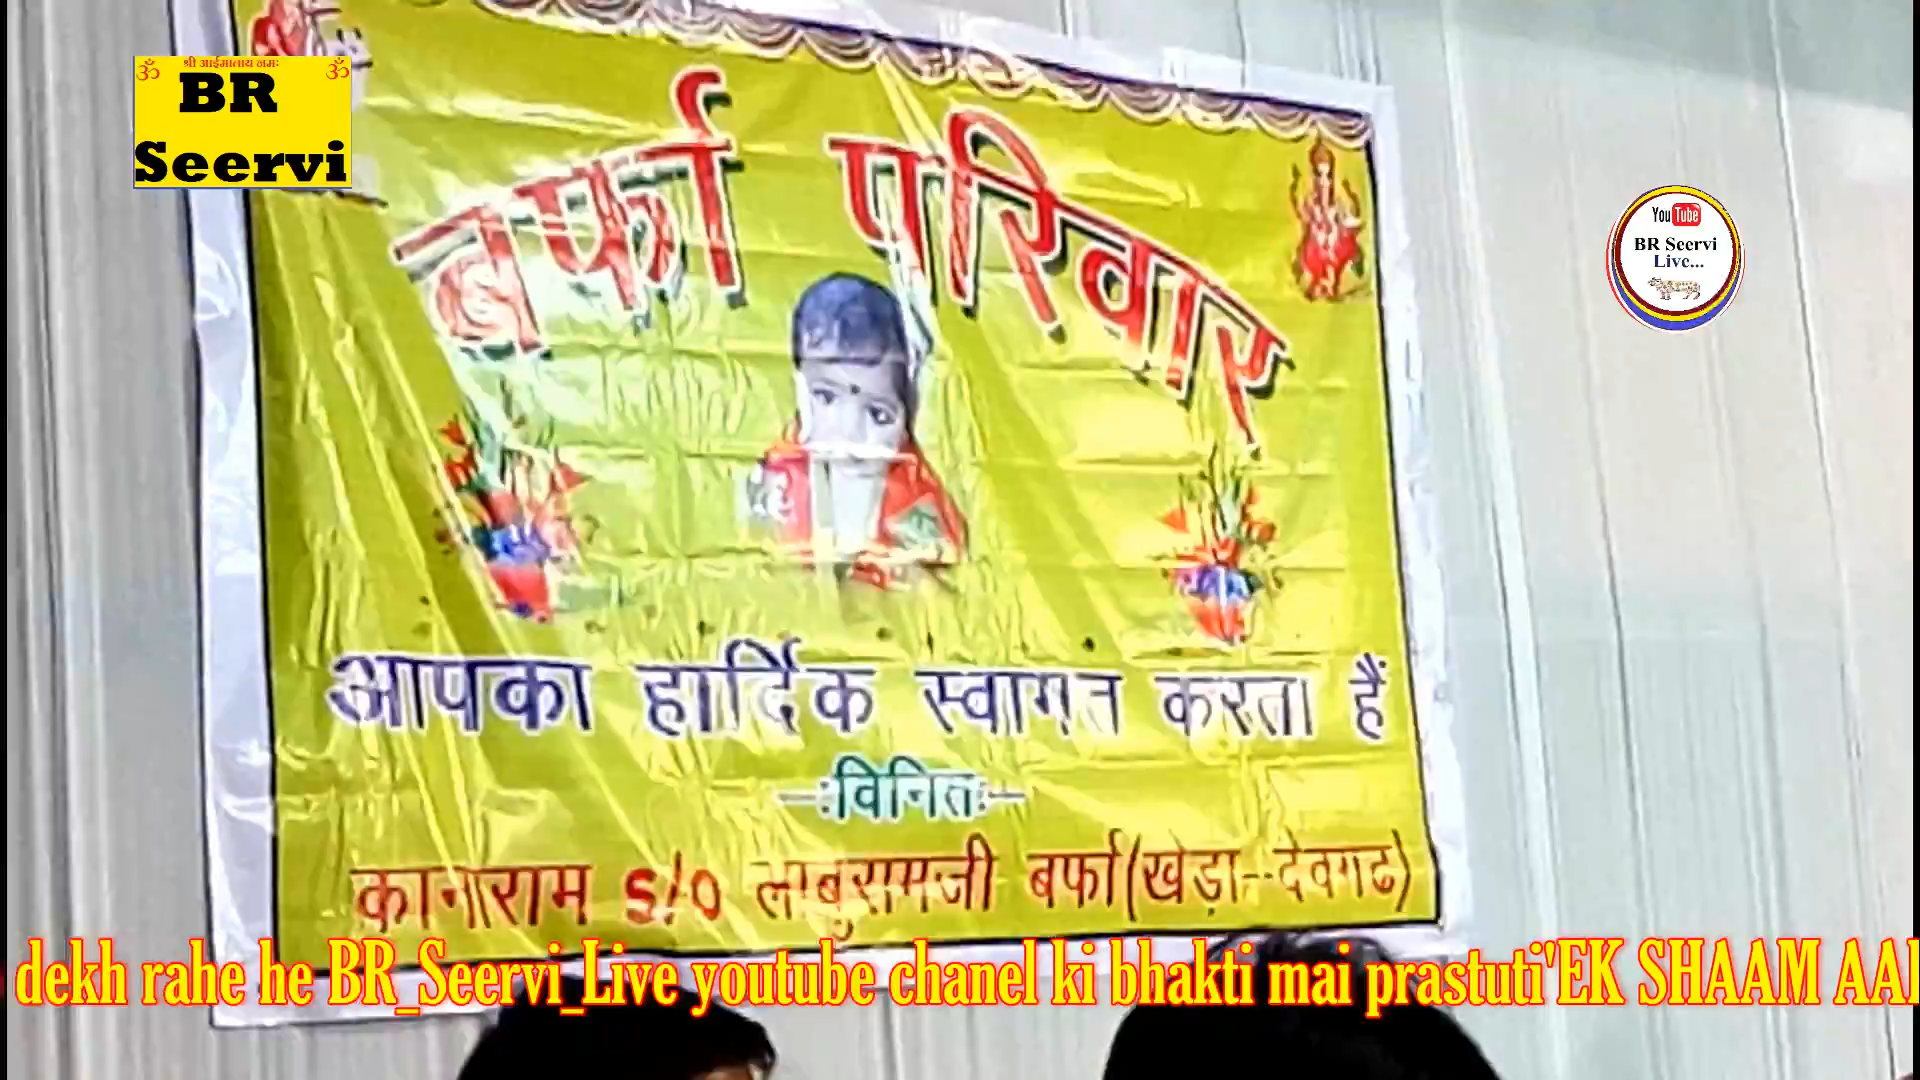 श्री आईमाताय नमः
ॐ ॐ
BR
Seervi
बर्फा परिवार
You Tube
BR Seervi
Live...
आपका हार्दिक स्वागत करता हैं
-:विनितः-
कानाराम S/O लाबुरामजी बर्फा(खेड़ा--देवगढ)
dekh rahe he BR_Seervi_Live youtube chanel ki bhakti mai prastuti'EK SHAAM AAI